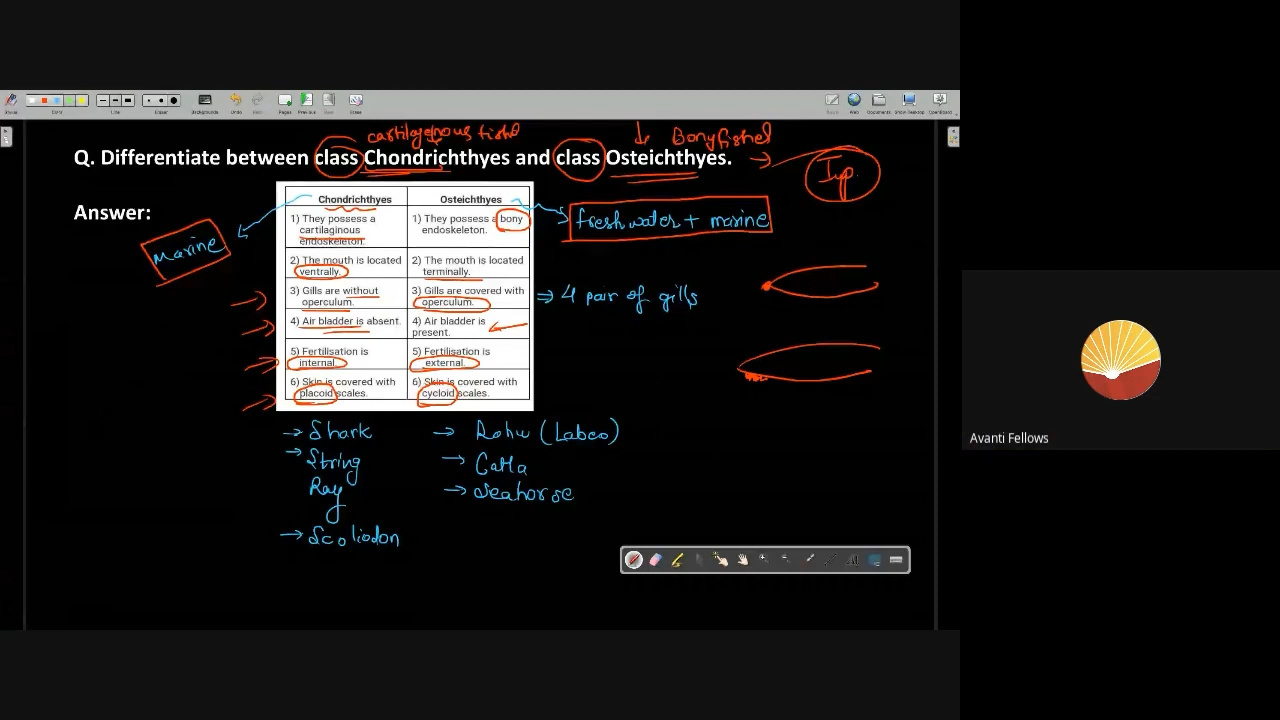 cartilagenous fishe
Bonyfishes
Q. Differentiate between class Chondrichthyes and class Osteichthyes.
Imp.
Answer:
Chondrichthyes Osteichthyes
1) They possess a cartilaginous endoskeleton. 1) They possess a bony endoskeleton.
2) The mouth is located ventrally. 2) The mouth is located terminally.
3) Gills are without operculum. 3) Gills are covered with operculum.
4) Air bladder is absent. 4) Air bladder is present.
5) Fertilisation is internal. 5) Fertilisation is external.
6) Skin is covered with placoid scales. 6) Skin is covered with cycloid scales.
marine
freshwater + marine
⇒ 4 pair of gills
→ Shark
→ String
Ray
→ Scoliodon
→ Rohu (Labeo)
→ Catla
→ Seahorse
Avanti Fellows